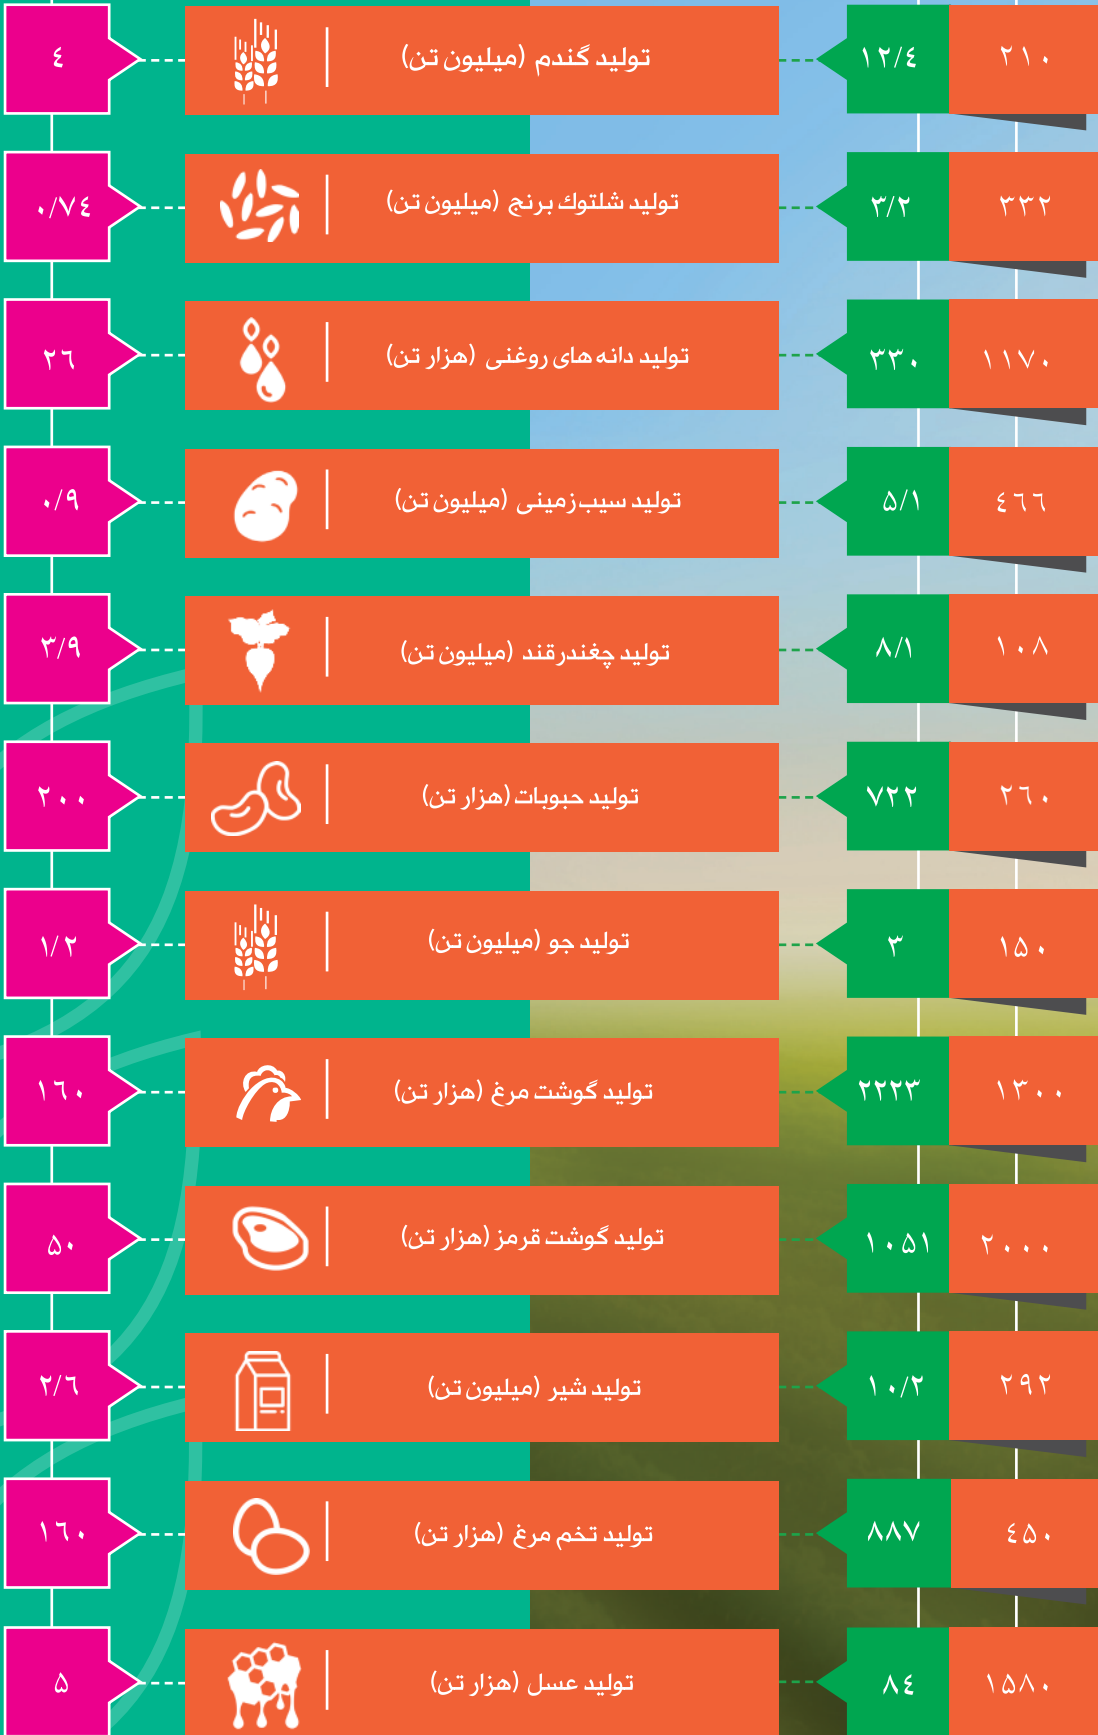 ۲۱۰ ۱۲/٤ تولید گندم (میلیون تن) ٤
۳۳۲ ۳/۲ تولید شلتوك برنج (میلیون تن) ۰/۷٤
۱۱۷۰ ۳۳۰ تولید دانه های روغنی (هزار تن) ۲٦
٤٦٦ ۵/۱ تولید سیب زمینی (میلیون تن) ۰/۹
۱۰۸ ۸/۱ تولید چغندرقند (میلیون تن) ۳/۹
۲٦۰ ۷۲۲ تولید حبوبات (هزار تن) ۲۰۰
۱۵۰ ۳ تولید جو (میلیون تن) ۱/۲
۱۳۰۰ ۲۲۲۳ تولید گوشت مرغ (هزار تن) ۱٦۰
۲۰۰۰ ۱۰۵۱ تولید گوشت قرمز (هزار تن) ۵۰
۲۹۲ ۱۰/۲ تولید شیر (میلیون تن) ۲/٦
٤۵۰ ۸۸۷ تولید تخم مرغ (هزار تن) ۱٦۰
۱۵۸۰ ۸٤ تولید عسل (هزار تن) ۵